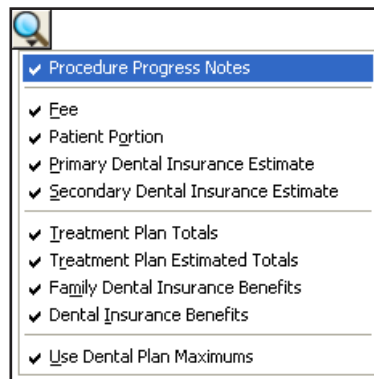 Procedure Progress Notes
Fee
Patient Portion
Primary Dental Insurance Estimate
Secondary Dental Insurance Estimate
Treatment Plan Totals
Treatment Plan Estimated Totals
Family Dental Insurance Benefits
Dental Insurance Benefits
Use Dental Plan Maximums